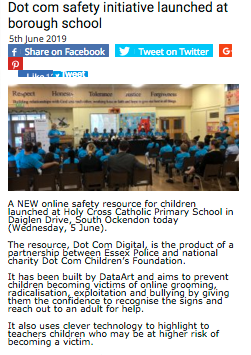 Dot com safety initiative launched at
borough school
5th June 2019
Share on Facebook
Tweet on Twitter
G+
Tweet
Respect Honesty Tolerance Justice Forgiveness
A NEW online safety resource for children
launched at Holy Cross Catholic Primary School in
Daiglen Drive, South Ockendon today
(Wednesday, 5 June).
The resource, Dot Com Digital, is the product of a
partnership between Essex Police and national
charity Dot Com Children's Foundation.
It has been built by DataArt and aims to prevent
children becoming victims of online grooming,
radicalisation, exploitation and bullying by giving
them the confidence to recognise the signs and
reach out to an adult for help.
It also uses clever technology to highlight to
teachers children who may be at higher risk of
becoming a victim.